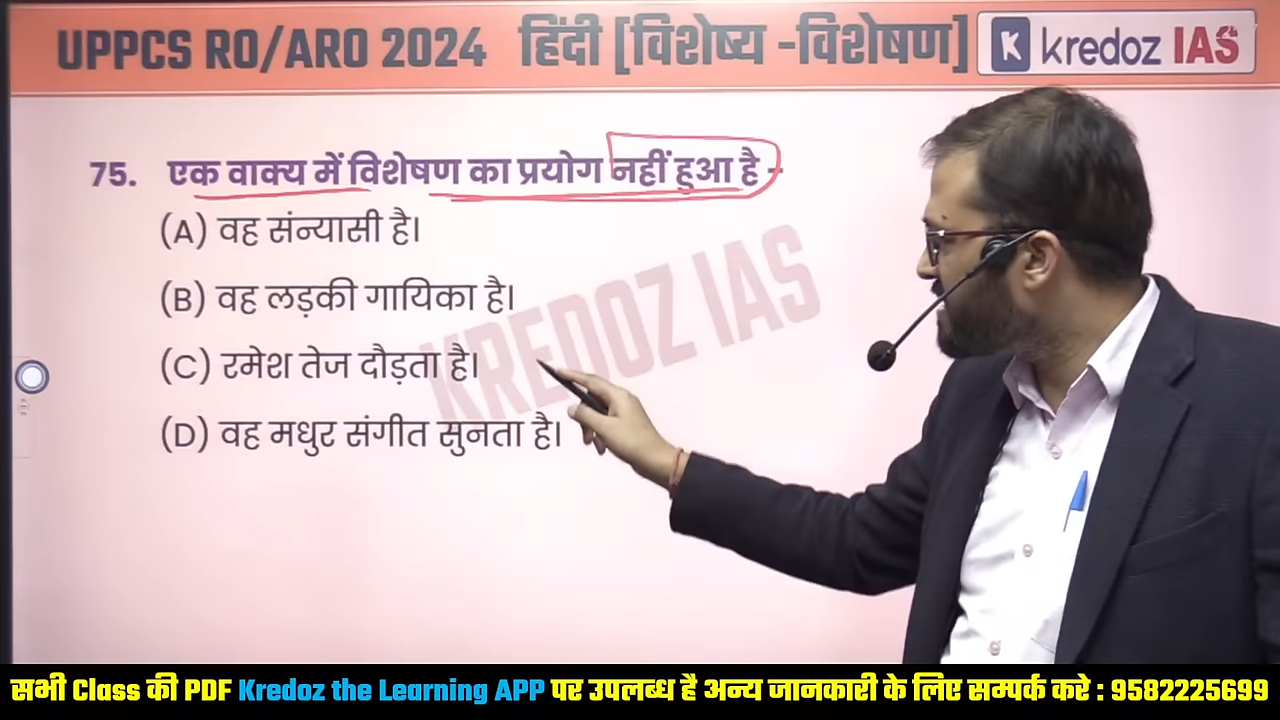 UPPCS RO/ARO 2024 हिंदी [विशेष्य -विशेषण] K kredoz IAS
75. एक वाक्य में विशेषण का प्रयोग नहीं हुआ है -
(A) वह संन्यासी है।
(B) वह लड़की गायिका है।
(C) रमेश तेज दौड़ता है।
(D) वह मधुर संगीत सुनता है।
KREDOZ IAS
सभी Class की PDF Kredoz the Learning APP पर उपलब्ध है अन्य जानकारी के लिए सम्पर्क करे : 9582225699